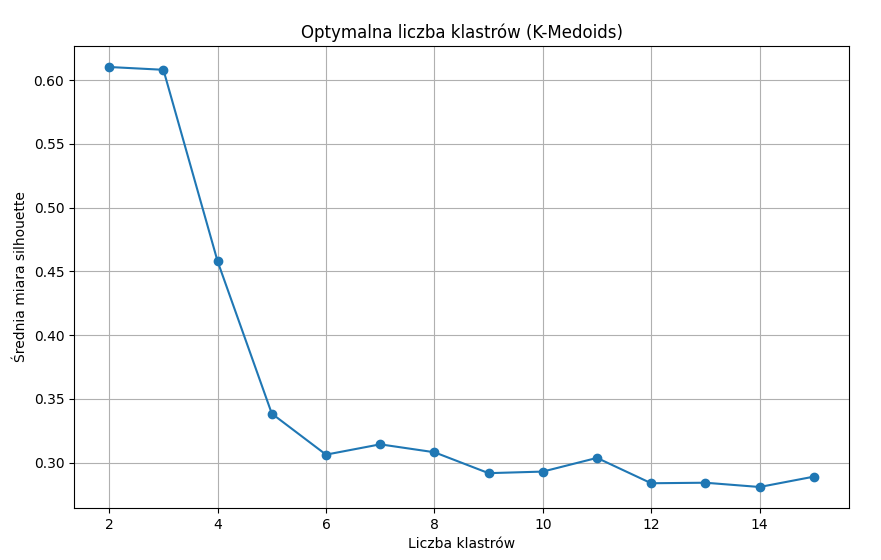 Optymalna liczba klastrów (K-Medoids)
Średnia miara silhouette
0.60
0.55
0.50
0.45
0.40
0.35
0.30
2 4 6 8 10 12 14
Liczba klastrów